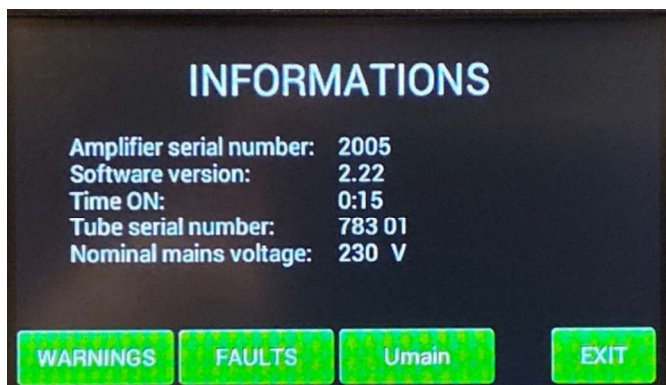 INFORMATIONS
Amplifier serial number: 2005
Software version: 2.22
Time ON: 0:15
Tube serial number: 783 01
Nominal mains voltage: 230 V
WARNINGS FAULTS Umain EXIT